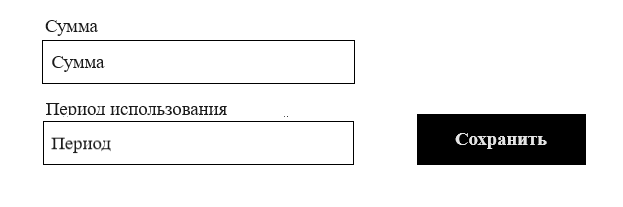 Сумма
Сумма
Период использования
Период
Сохранить